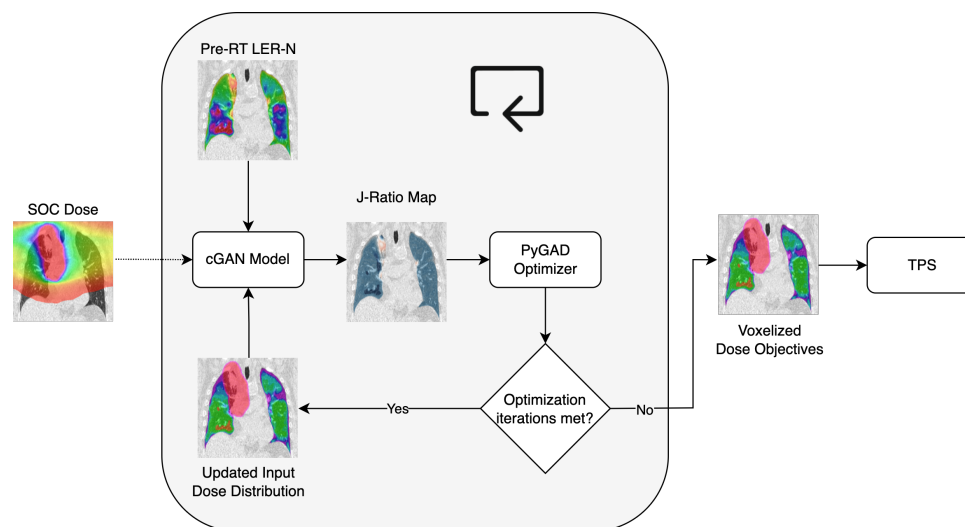 Pre-RT LER-N
SOC Dose
J-Ratio Map
cGAN Model
PyGAD
Optimizer
TPS
Voxelized
Dose Objectives
Optimization
iterations met?
Yes
No
Updated Input
Dose Distribution